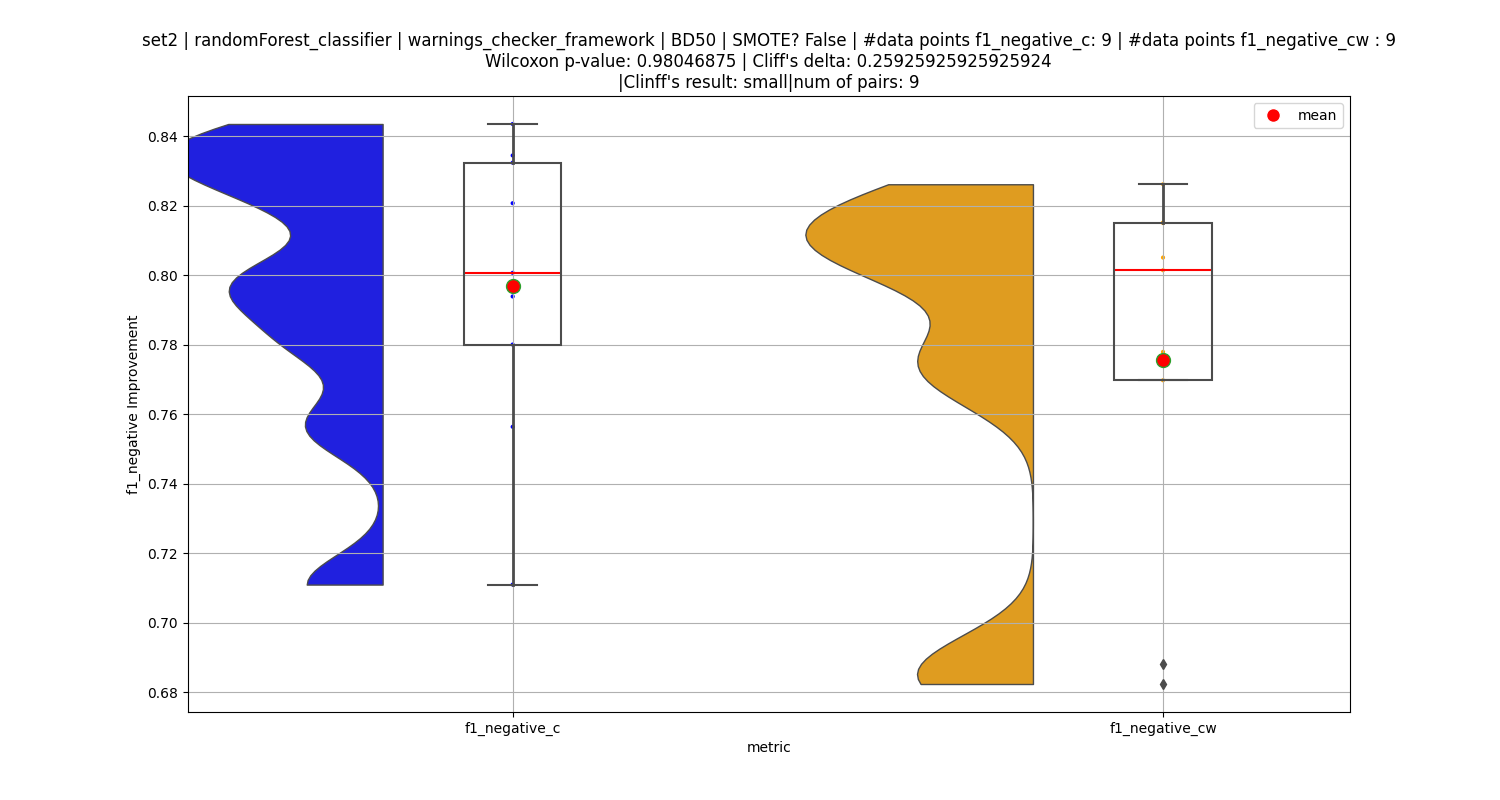 set2 | randomForest_classifier | warnings_checker_framework | BD50 | SMOTE? False | #data points f1_negative_c: 9 | #data points f1_negative_cw : 9
Wilcoxon p-value: 0.98046875 | Cliff's delta: 0.25925925925925924
|Clinff's result: small|num of pairs: 9
mean
0.84
0.82
0.80
0.78
0.76
0.74
0.72
0.70
0.68
f1_negative Improvement
f1_negative_c
f1_negative_cw
metric